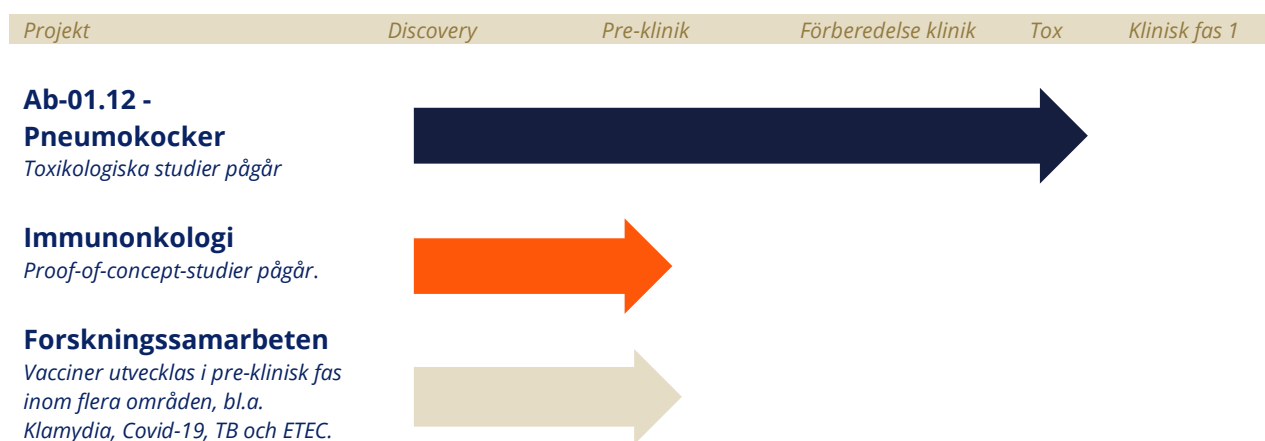 Projekt Discovery Pre-klinik Förberedelse klinik Tox Klinisk fas 1
Ab-01.12 -
Pneumokocker
Toxikologiska studier pågår
Immunonkologi
Proof-of-concept-studier pågår.
Forskningssamarbeten
Vacciner utvecklas i pre-klinisk fas
inom flera områden, bl.a.
Klamydia, Covid-19, TB och ETEC.